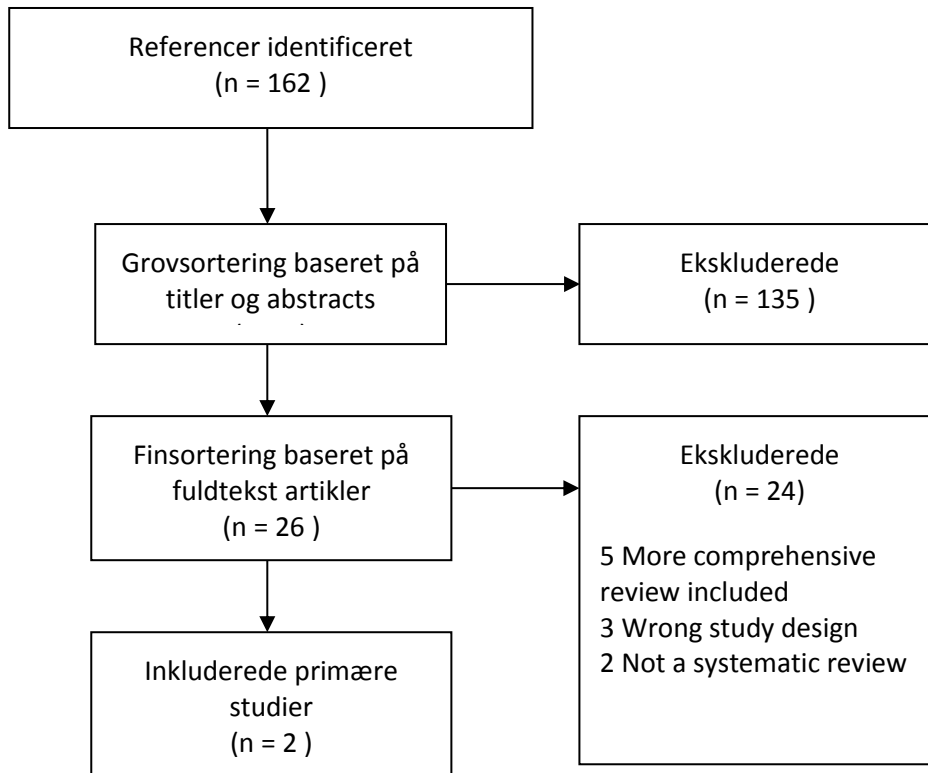 Referencer identificeret
(n = 162 )
Grovsortering baseret på
titler og abstracts
Ekskluderede
(n = 135 )
Finsortering baseret på
fuldtekst artikler
(n = 26 )
Ekskluderede
(n = 24)
5 More comprehensive
review included
3 Wrong study design
2 Not a systematic review
Inkluderede primære
studier
(n = 2 )